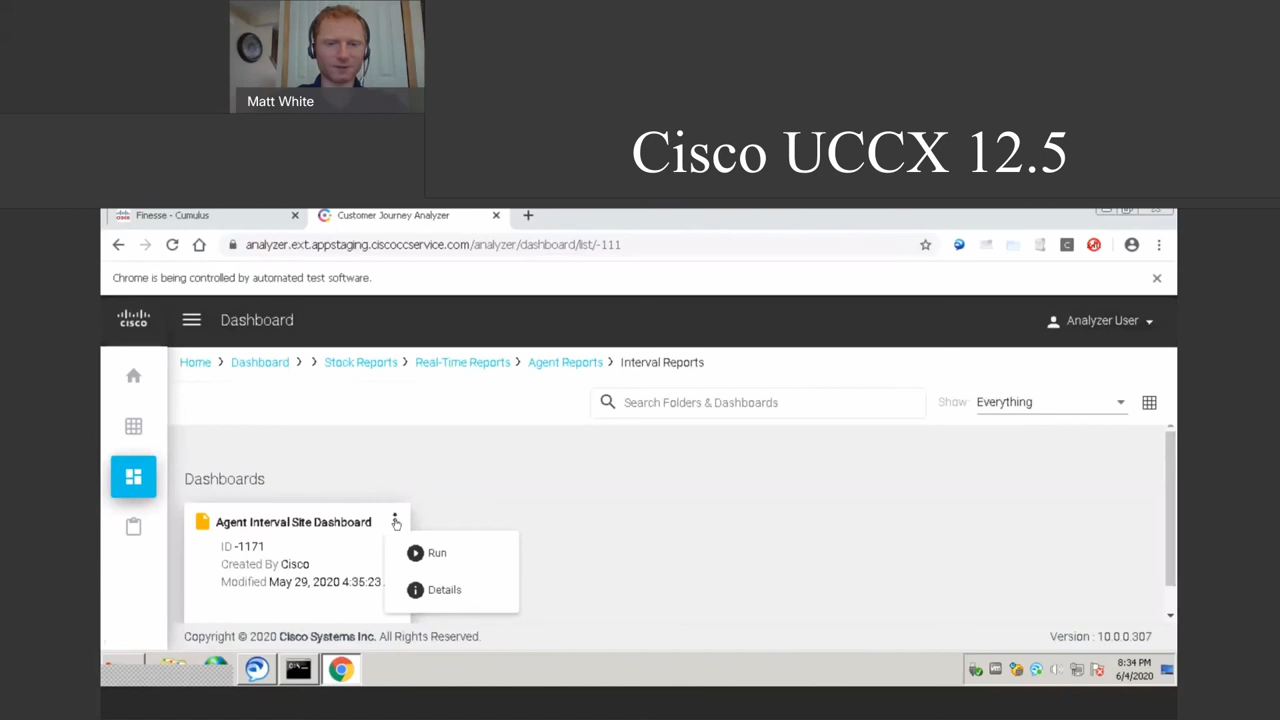 Matt White
Cisco UCCX 12.5
Finesse - Cumulus
Customer Journey Analyzer
analyzer.ext.appstaging.ciscoccservice.com/analyzer/dashboard/list/-111
Chrome is being controlled by automated test software.
CISCO
Dashboard
Analyzer User
Home > Dashboard > > Stock Reports > Real-Time Reports > Agent Reports > Interval Reports
Search Folders & Dashboards
Show: Everything
Dashboards
Agent Interval Site Dashboard
ID -1171
Created By Cisco
Modified May 29, 2020 4:35:23
Run
Details
Copyright © 2020 Cisco Systems Inc. All Rights Reserved.
Version : 10.0.0.307
8:34 PM
6/4/2020